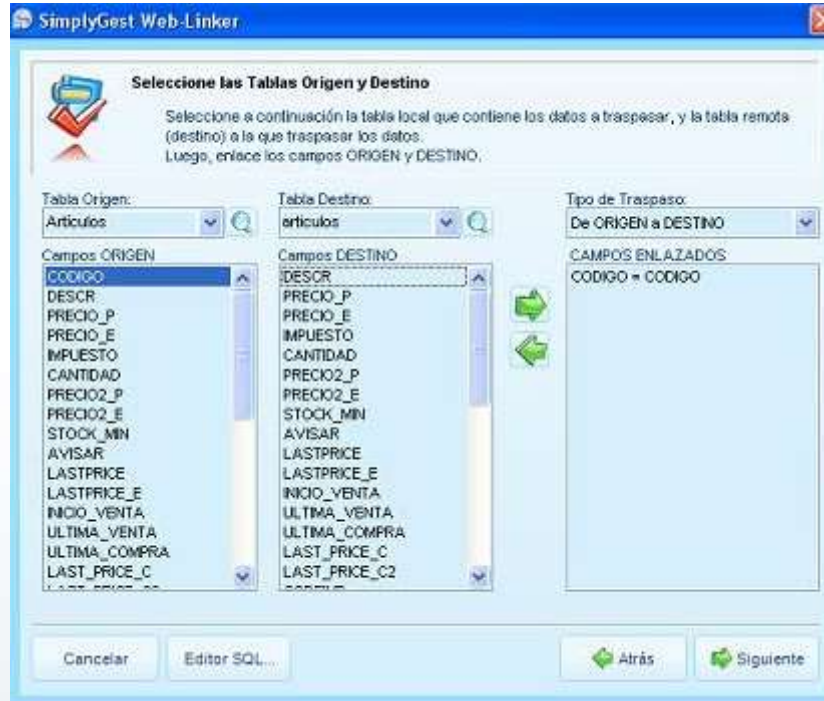 SimplyGest Web-Linker
Seleccione las Tablas Origen y Destino
Seleccione a continuación la tabla local que contiene los datos a traspasar, y la tabla remota
(destino) a la que traspasar los datos.
Luego, enlace los campos ORIGEN y DESTINO.
Tabla Origen:
Articulos
Campos ORIGEN
CODIGO
DESCR
PRECIO_P
PRECIO_E
IMPUESTO
CANTIDAD
PRECIO2_P
PRECIO2_E
STOCK_MIN
AVISAR
LASTPRICE
LASTPRICE_E
INICIO_VENTA
ULTIMA_VENTA
ULTIMA_COMPRA
LAST_PRICE_C
Tabla Destino:
articulos
Campos DESTINO
DESCR
PRECIO_P
PRECIO_E
IMPUESTO
CANTIDAD
PRECIO2_P
PRECIO2_E
STOCK_MIN
AVISAR
LASTPRICE
LASTPRICE_E
INICIO_VENTA
ULTIMA_VENTA
ULTIMA_COMPRA
LAST_PRICE_C
LAST_PRICE_C2
Tipo de Traspaso:
De ORIGEN a DESTINO
CAMPOS ENLAZADOS
CODIGO = CODIGO
Cancelar
Editor SQL...
Atrás
Siguiente